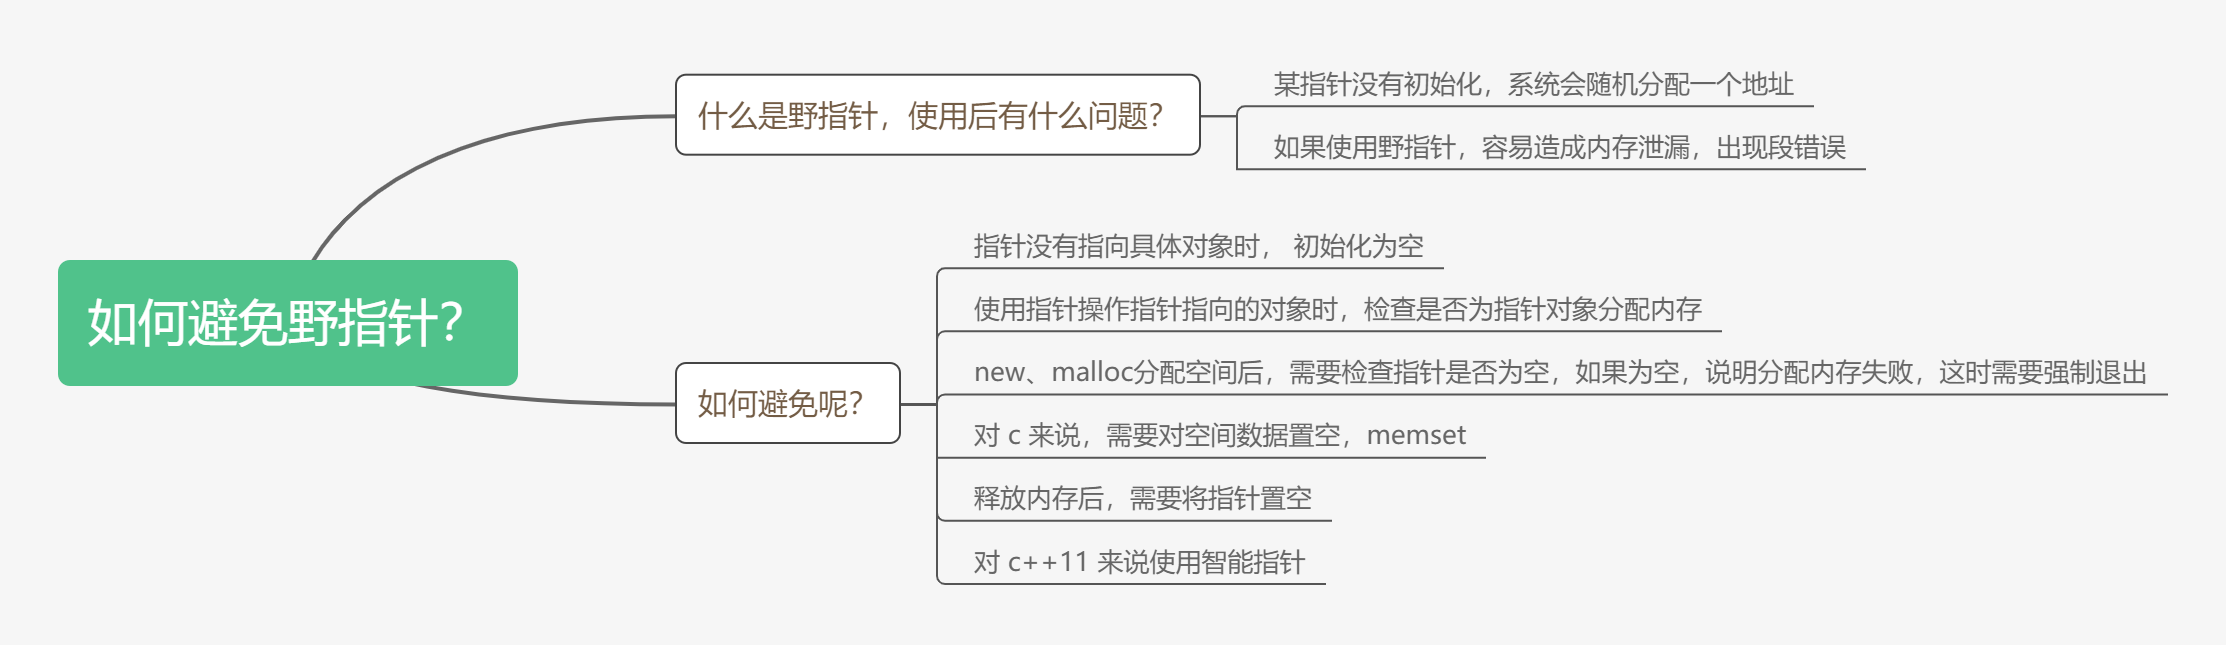 如何避免野指针？
什么是野指针，使用后有什么问题？
某指针没有初始化，系统会随机分配一个地址
如果使用野指针，容易造成内存泄漏，出现段错误
如何避免呢？
指针没有指向具体对象时， 初始化为空
使用指针操作指针指向的对象时，检查是否为指针对象分配内存
new、malloc分配空间后，需要检查指针是否为空，如果为空，说明分配内存失败，这时需要强制退出
对 c 来说，需要对空间数据置空，memset
释放内存后，需要将指针置空
对 c++11 来说使用智能指针